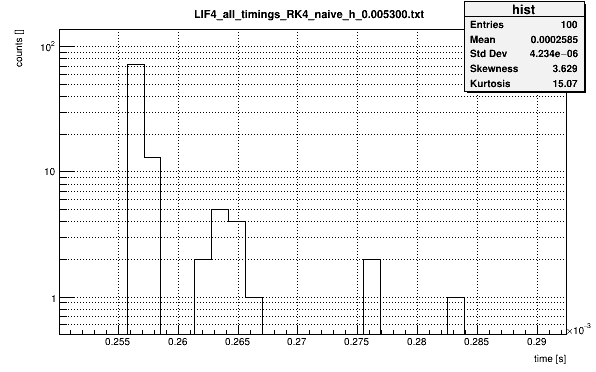 LIF4_all_timings_RK4_naive_h_0.005300.txt
hist
Entries 100
Mean 0.0002585
Std Dev 4.234e−06
Skewness 3.629
Kurtosis 15.07
counts []
10²
10
1
0.255 0.26 0.265 0.27 0.275 0.28 0.285 0.29
×10⁻³
time [s]